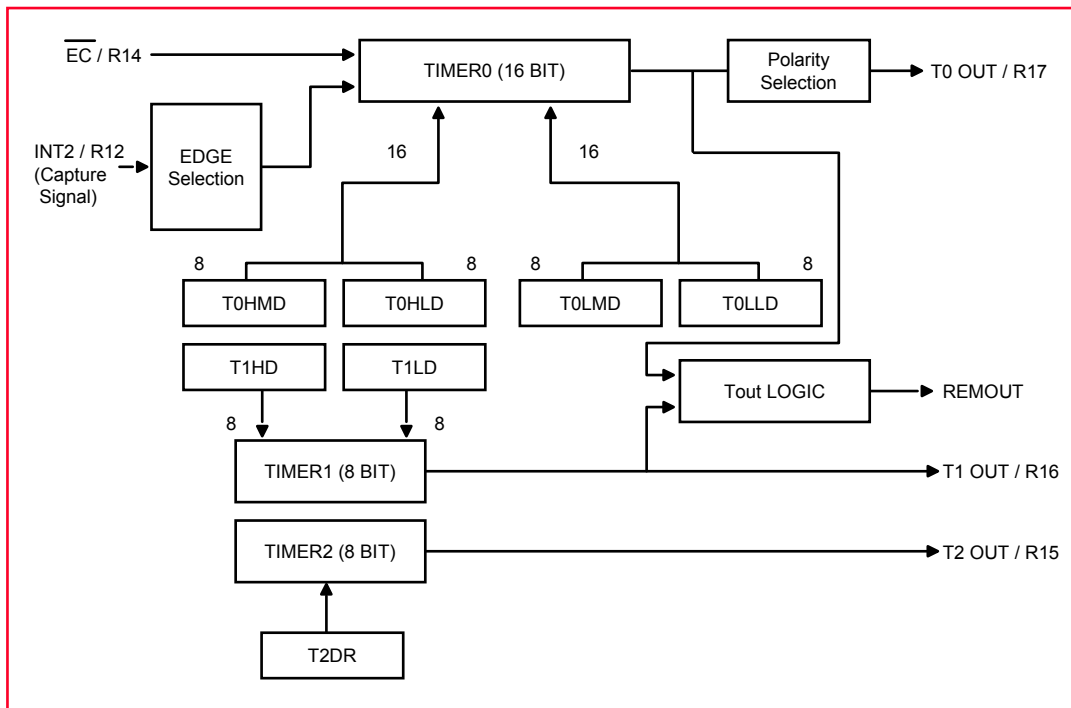 EC / R14
TIMER0 (16 BIT)
Polarity
Selection
T0 OUT / R17
INT2 / R12
(Capture
Signal)
EDGE
Selection
16
16
8
8
8
8
T0HMD
T0HLD
T0LMD
T0LLD
T1HD
T1LD
Tout LOGIC
REMOUT
8
8
TIMER1 (8 BIT)
T1 OUT / R16
TIMER2 (8 BIT)
T2 OUT / R15
T2DR